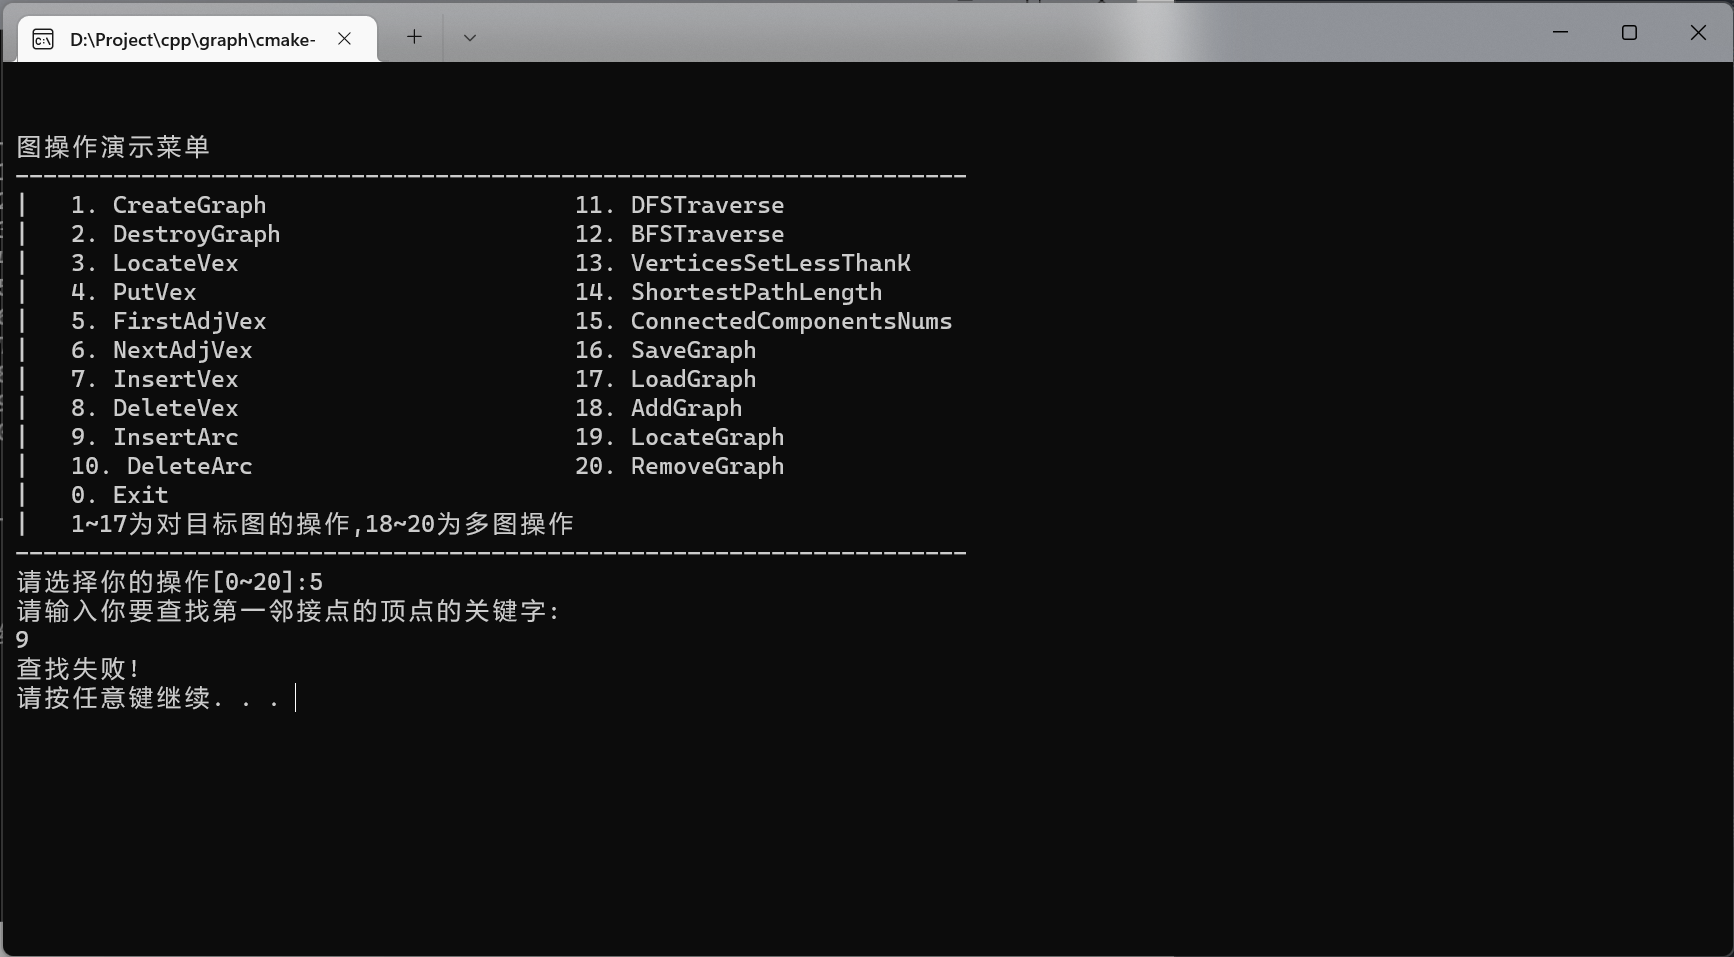 D:\Project\cpp\graph\cmake-
图操作演示菜单
--------------------------------------------------------------------
|   1. CreateGraph                      11. DFSTraverse
|   2. DestroyGraph                     12. BFSTraverse
|   3. LocateVex                        13. VerticesSetLessThanK
|   4. PutVex                           14. ShortestPathLength
|   5. FirstAdjVex                      15. ConnectedComponentsNums
|   6. NextAdjVex                       16. SaveGraph
|   7. InsertVex                        17. LoadGraph
|   8. DeleteVex                        18. AddGraph
|   9. InsertArc                        19. LocateGraph
|   10. DeleteArc                       20. RemoveGraph
|   0. Exit
|   1~17为对目标图的操作,18~20为多图操作
--------------------------------------------------------------------
请选择你的操作[0~20]:5
请输入你要查找第一邻接点的顶点的关键字:
9
查找失败!
请按任意键继续. . .